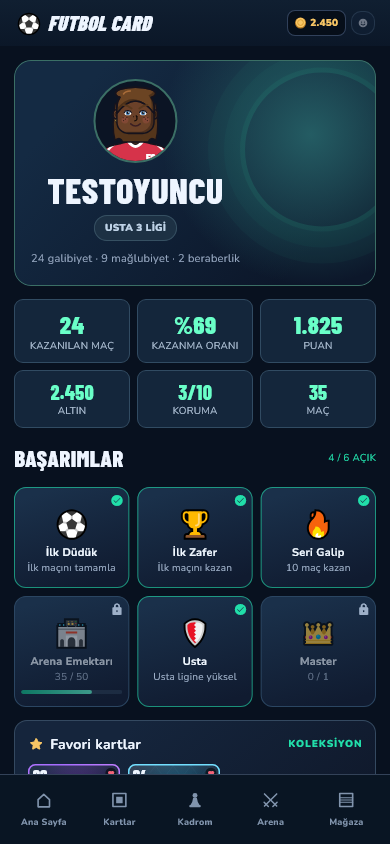 FUTBOL CARD
2.450
TESTOYUNCU
USTA 3 LİGİ
24 galibiyet · 9 mağlubiyet · 2 beraberlik
24
KAZANILAN MAÇ
%69
KAZANMA ORANI
1.825
PUAN
2.450
ALTIN
3/10
KORUMA
35
MAÇ
BAŞARIMLAR
4 / 6 AÇIK
İlk Düdük
İlk maçını tamamla
İlk Zafer
İlk maçını kazan
Seri Galip
10 maç kazan
Arena Emektarı
35 / 50
Usta
Usta ligine yüksel
Master
0 / 1
Favori kartlar
KOLEKSİYON
Ana Sayfa
Kartlar
Kadrom
Arena
Mağaza